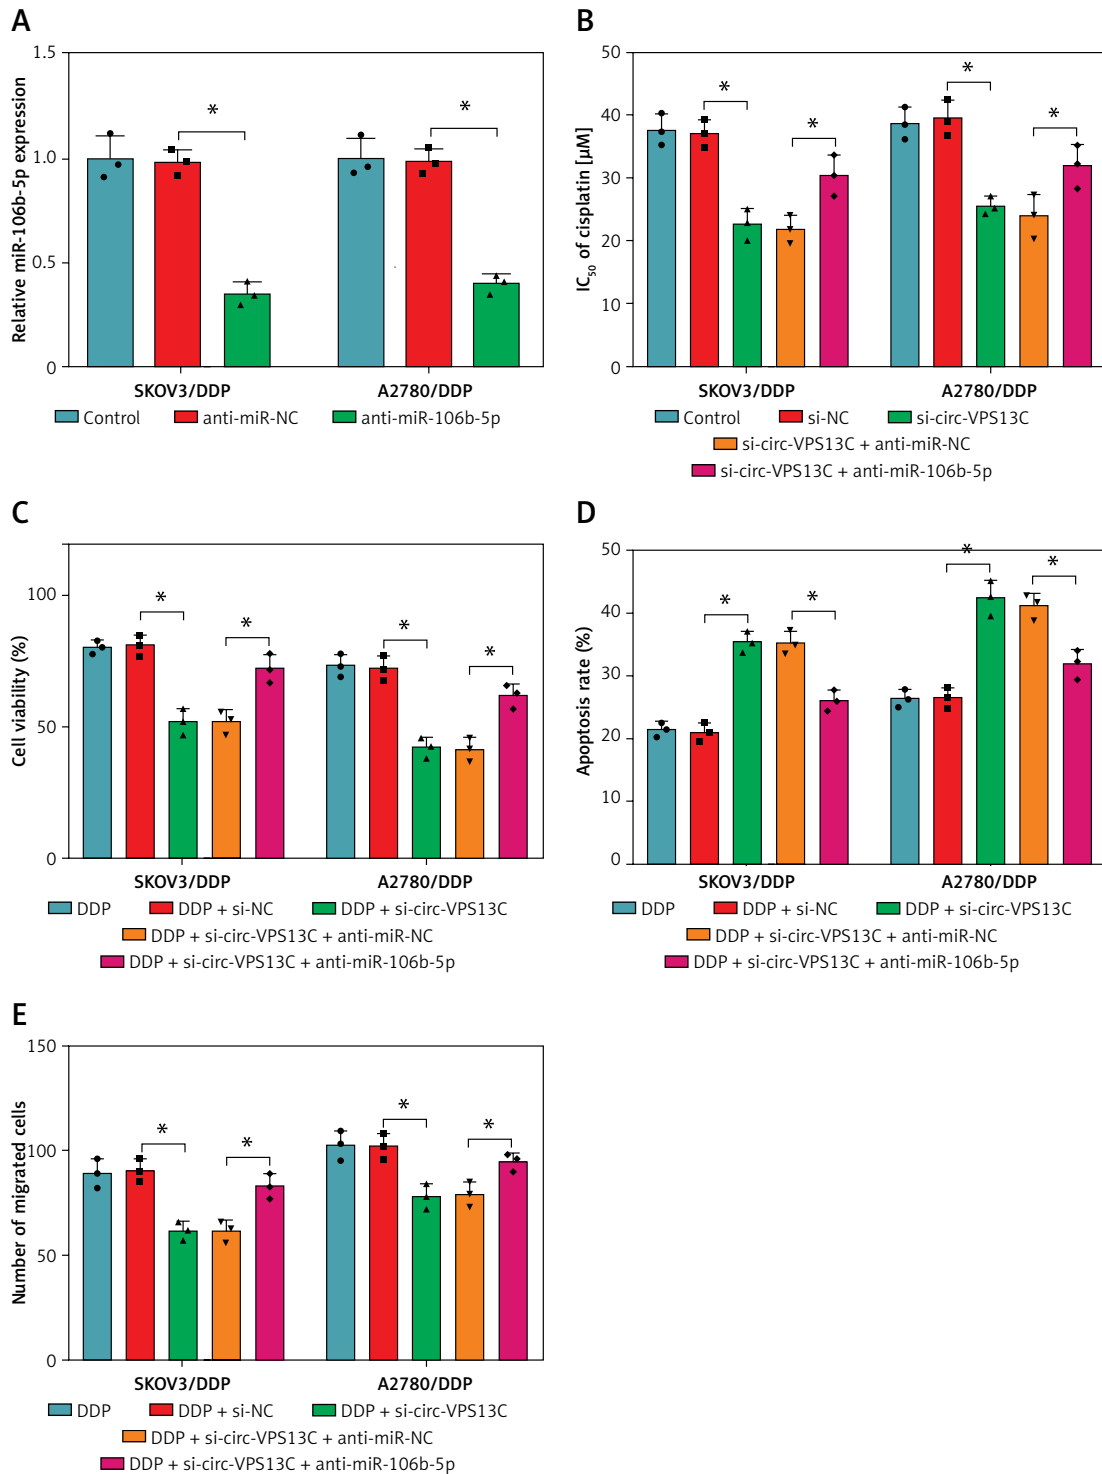 A
Relative miR-106b-5p expression
1.5
1.0
0.5
0
*
*
SKOV3/DDP
A2780/DDP
Control
anti-miR-NC
anti-miR-106b-5p
B
IC50 of cisplatin [µM]
50
40
30
20
10
0
*
*
*
*
SKOV3/DDP
A2780/DDP
Control
si-NC
si-circ-VPS13C
si-circ-VPS13C + anti-miR-NC
si-circ-VPS13C + anti-miR-106b-5p
C
Cell viability (%)
100
50
0
*
*
*
*
SKOV3/DDP
A2780/DDP
DDP
DDP + si-NC
DDP + si-circ-VPS13C
DDP + si-circ-VPS13C + anti-miR-NC
DDP + si-circ-VPS13C + anti-miR-106b-5p
D
Apoptosis rate (%)
50
40
30
20
10
0
*
*
*
*
SKOV3/DDP
A2780/DDP
DDP
DDP + si-NC
DDP + si-circ-VPS13C
DDP + si-circ-VPS13C + anti-miR-NC
DDP + si-circ-VPS13C + anti-miR-106b-5p
E
Number of migrated cells
150
100
50
0
*
*
*
*
SKOV3/DDP
A2780/DDP
DDP
DDP + si-NC
DDP + si-circ-VPS13C
DDP + si-circ-VPS13C + anti-miR-NC
DDP + si-circ-VPS13C + anti-miR-106b-5p